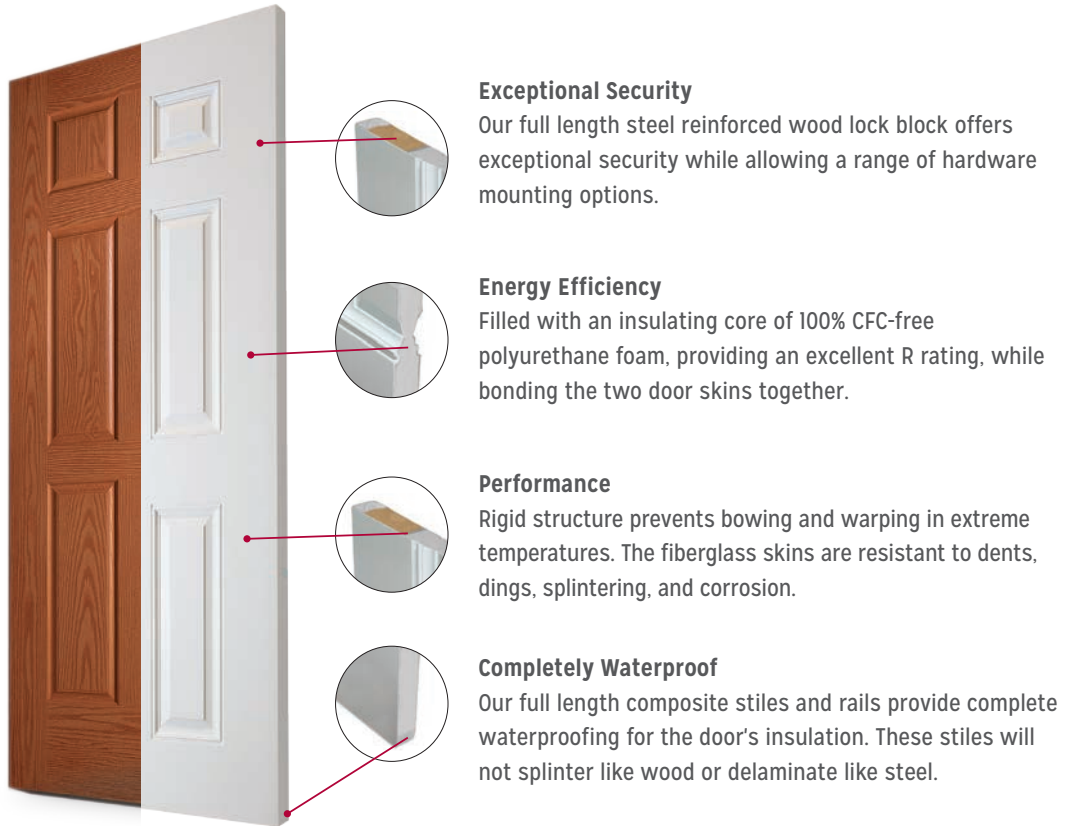 Exceptional Security
Our full length steel reinforced wood lock block offers
exceptional security while allowing a range of hardware
mounting options.
Energy Efficiency
Filled with an insulating core of 100% CFC-free
polyurethane foam, providing an excellent R rating, while
bonding the two door skins together.
Performance
Rigid structure prevents bowing and warping in extreme
temperatures. The fiberglass skins are resistant to dents,
dings, splintering, and corrosion.
Completely Waterproof
Our full length composite stiles and rails provide complete
waterproofing for the door's insulation. These stiles will
not splinter like wood or delaminate like steel.